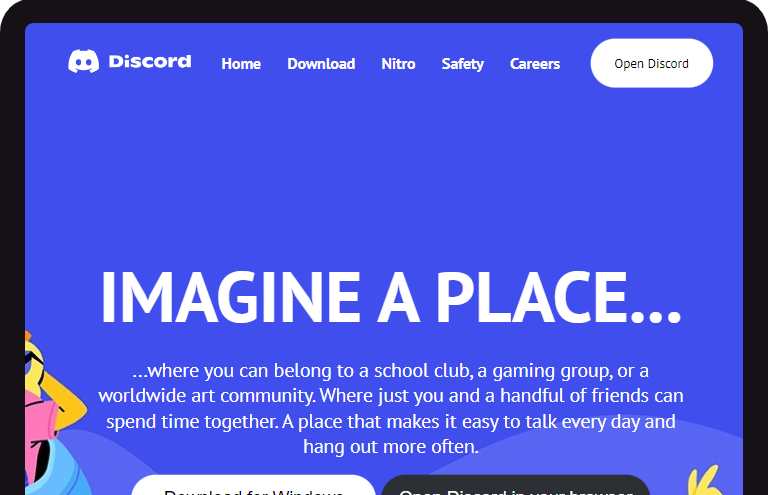 Discord Home Download Nitro Safety Careers Open Discord
IMAGINE A PLACE...
...where you can belong to a school club, a gaming group, or a
worldwide art community. Where just you and a handful of friends can
spend time together. A place that makes it easy to talk every day and
hang out more often.
Download for Windows Open Discord in your browser